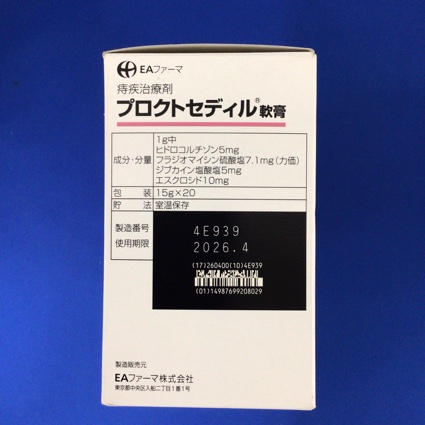 EAファーマ
痔疾治療剤
プロクトセディル®軟膏
成分・分量
1g中
ヒドロコルチゾン5mg
フラジオマイシン硫酸塩7.1mg(力価)
ジブカイン塩酸塩5mg
エスクロシド10mg
包装 15g×20
貯法 室温保存
製造番号 4E939
使用期限 2026.4
(17)260400(10)4E939
(01)14987699208029
製造販売元
EAファーマ株式会社
東京都中央区入船二丁目1番1号